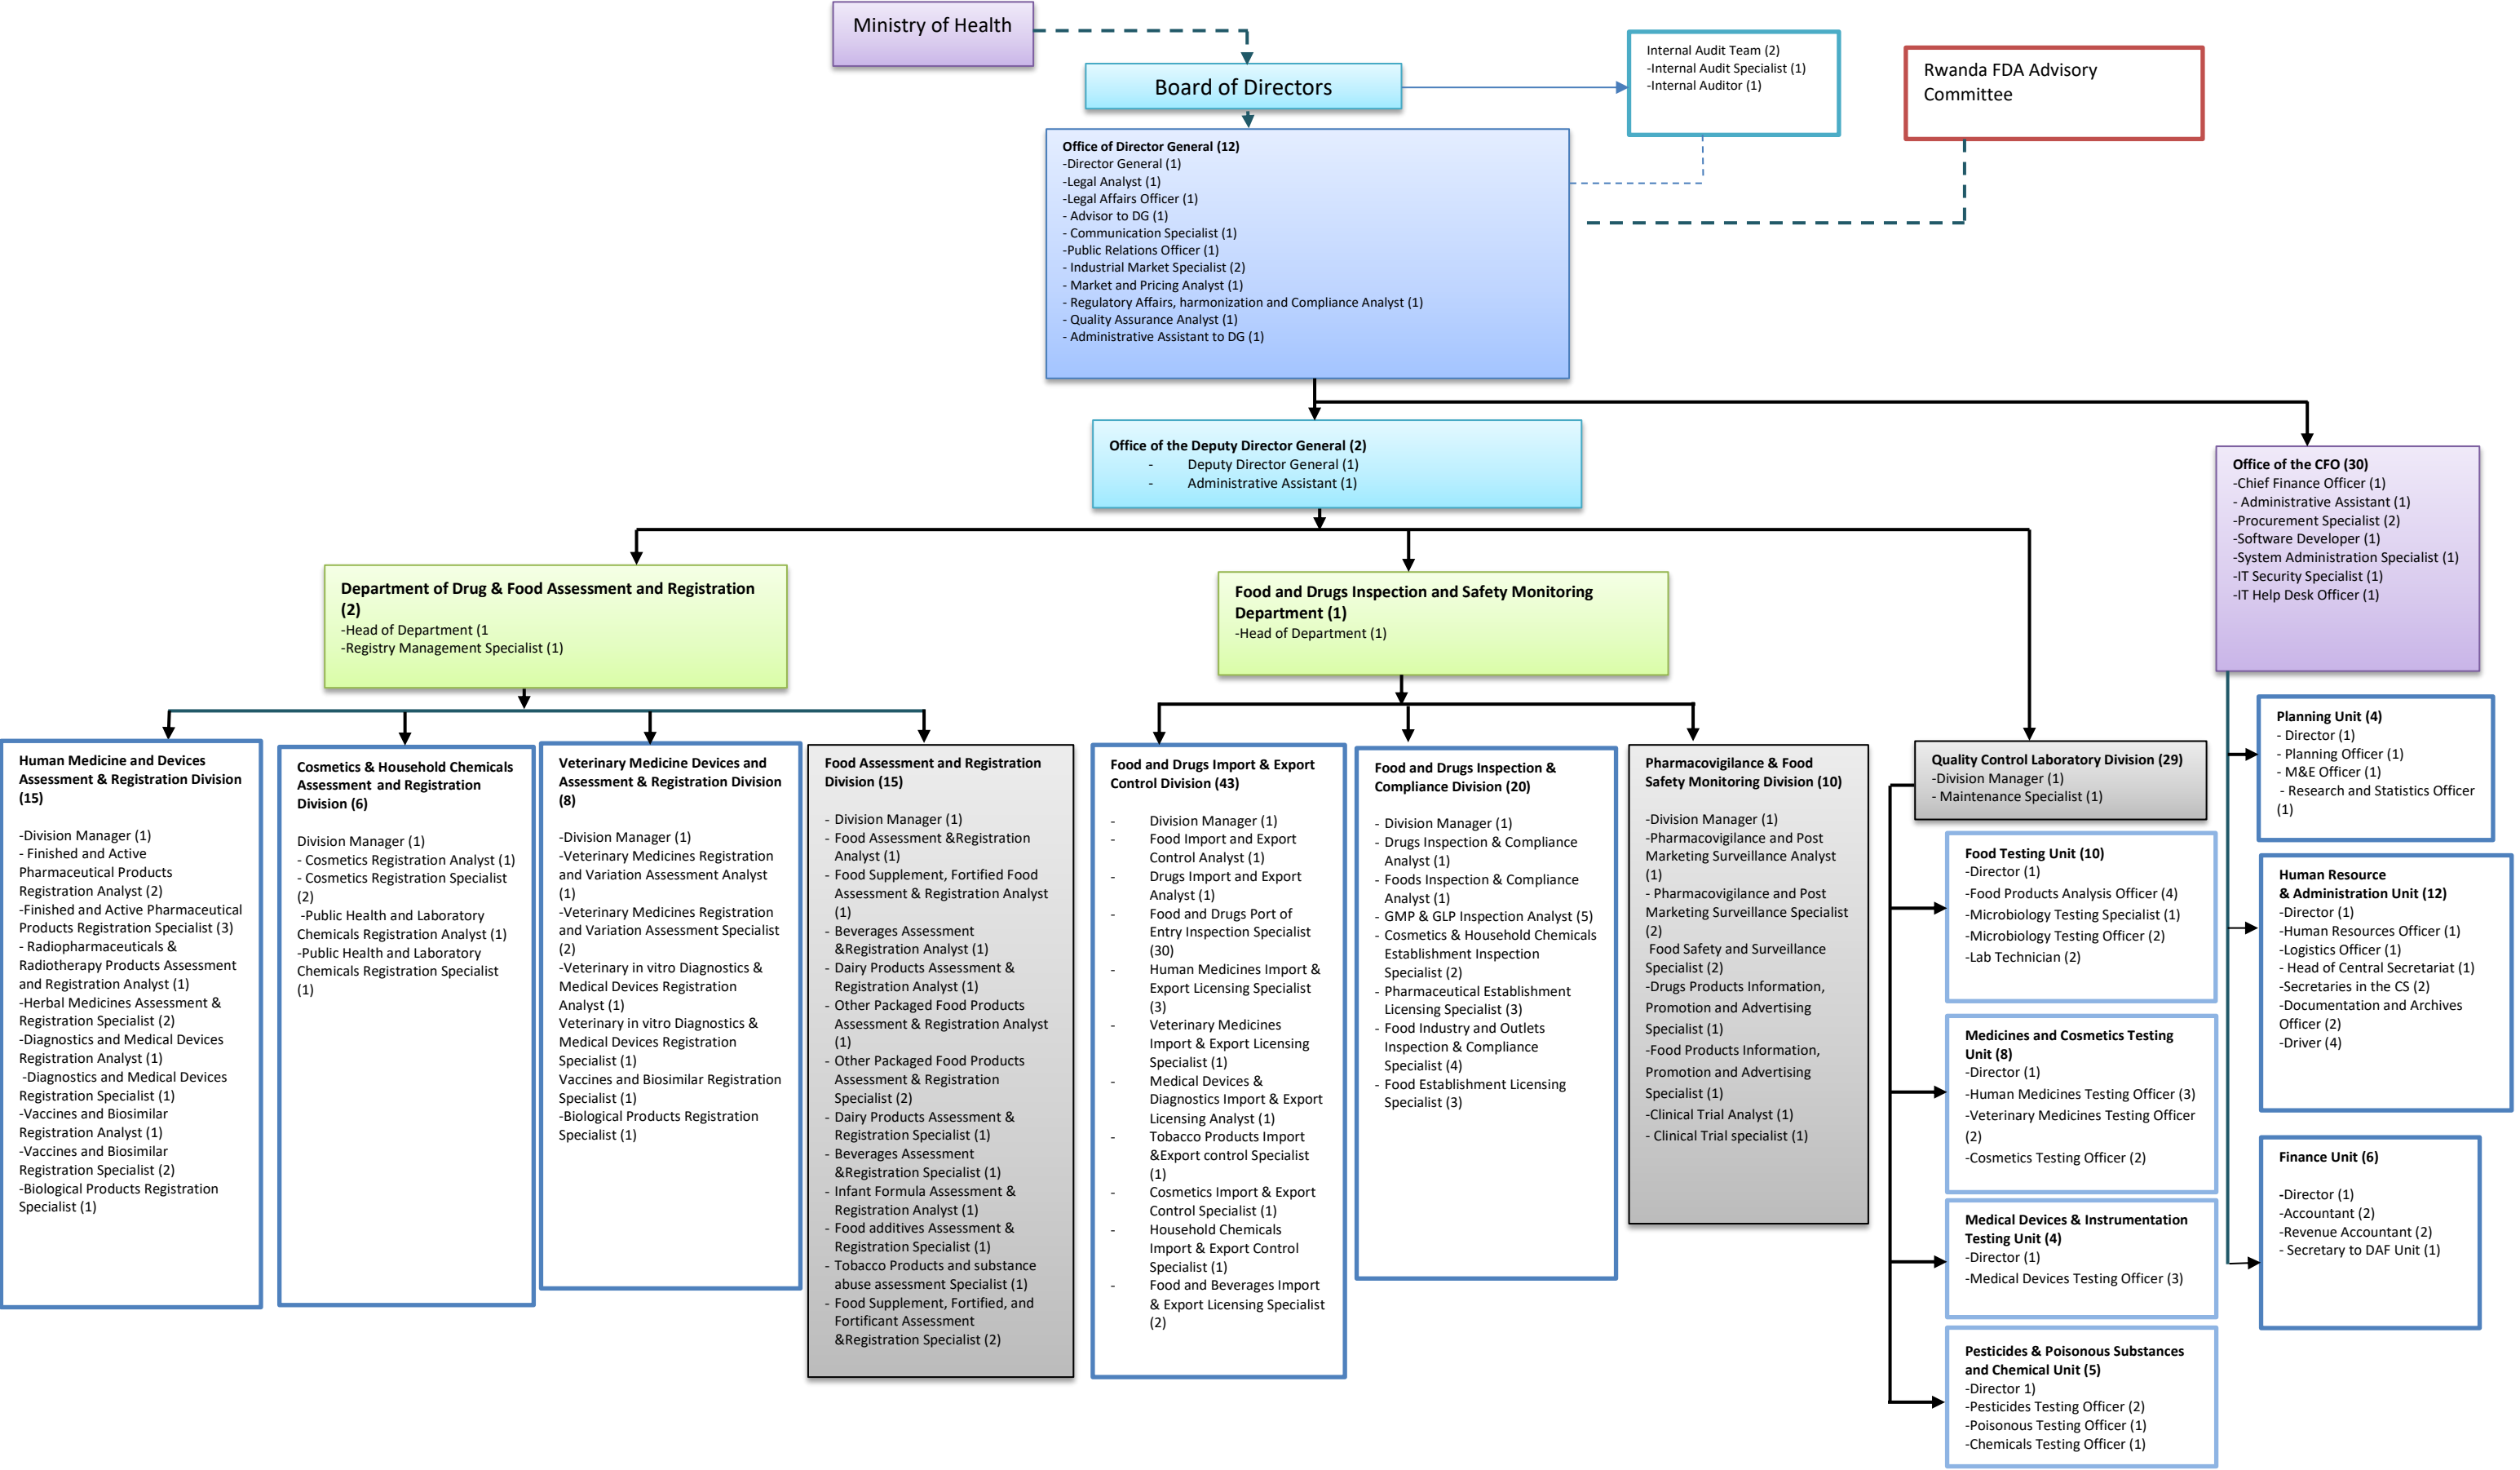 Ministry of Health
Board of Directors
Internal Audit Team (2)
-Internal Audit Specialist (1)
-Internal Auditor (1)
Rwanda FDA Advisory
Committee
Office of Director General (12)
-Director General (1)
-Legal Analyst (1)
-Legal Affairs Officer (1)
- Advisor to DG (1)
- Communication Specialist (1)
-Public Relations Officer (1)
- Industrial Market Specialist (2)
- Market and Pricing Analyst (1)
- Regulatory Affairs, harmonization and Compliance Analyst (1)
- Quality Assurance Analyst (1)
- Administrative Assistant to DG (1)
Office of the Deputy Director General (2)
- Deputy Director General (1)
- Administrative Assistant (1)
Office of the CFO (30)
-Chief Finance Officer (1)
- Administrative Assistant (1)
-Procurement Specialist (2)
-Software Developer (1)
-System Administration Specialist (1)
-IT Security Specialist (1)
-IT Help Desk Officer (1)
Department of Drug & Food Assessment and Registration
(2)
-Head of Department (1
-Registry Management Specialist (1)
Food and Drugs Inspection and Safety Monitoring
Department (1)
-Head of Department (1)
Human Medicine and Devices
Assessment & Registration Division
(15)
-Division Manager (1)
- Finished and Active
Pharmaceutical Products
Registration Analyst (2)
-Finished and Active Pharmaceutical
Products Registration Specialist (3)
- Radiopharmaceuticals &
Radiotherapy Products Assessment
and Registration Analyst (1)
-Herbal Medicines Assessment &
Registration Specialist (2)
-Diagnostics and Medical Devices
Registration Analyst (1)
-Diagnostics and Medical Devices
Registration Specialist (1)
-Vaccines and Biosimilar
Registration Analyst (1)
-Vaccines and Biosimilar
Registration Specialist (2)
-Biological Products Registration
Specialist (1)
Cosmetics & Household Chemicals
Assessment and Registration
Division (6)
Division Manager (1)
- Cosmetics Registration Analyst (1)
- Cosmetics Registration Specialist
(2)
-Public Health and Laboratory
Chemicals Registration Analyst (1)
-Public Health and Laboratory
Chemicals Registration Specialist
(1)
Veterinary Medicine Devices and
Assessment & Registration Division
(8)
-Division Manager (1)
-Veterinary Medicines Registration
and Variation Assessment Analyst
(1)
-Veterinary Medicines Registration
and Variation Assessment Specialist
(2)
-Veterinary in vitro Diagnostics &
Medical Devices Registration
Analyst (1)
Veterinary in vitro Diagnostics &
Medical Devices Registration
Specialist (1)
Vaccines and Biosimilar Registration
Specialist (1)
-Biological Products Registration
Specialist (1)
Food Assessment and Registration
Division (15)
- Division Manager (1)
- Food Assessment &Registration
Analyst (1)
- Food Supplement, Fortified Food
Assessment & Registration Analyst
(1)
- Beverages Assessment
&Registration Analyst (1)
- Dairy Products Assessment &
Registration Analyst (1)
- Other Packaged Food Products
Assessment & Registration Analyst
(1)
- Other Packaged Food Products
Assessment & Registration
Specialist (2)
- Dairy Products Assessment &
Registration Specialist (1)
- Beverages Assessment
&Registration Specialist (1)
- Infant Formula Assessment &
Registration Analyst (1)
- Food additives Assessment &
Registration Specialist (1)
- Tobacco Products and substance
abuse assessment Specialist (1)
- Food Supplement, Fortified, and
Fortificant Assessment
&Registration Specialist (2)
Food and Drugs Import & Export
Control Division (43)
- Division Manager (1)
- Food Import and Export
Control Analyst (1)
- Drugs Import and Export
Analyst (1)
- Food and Drugs Port of
Entry Inspection Specialist
(30)
- Human Medicines Import &
Export Licensing Specialist
(3)
- Veterinary Medicines
Import & Export Licensing
Specialist (1)
- Medical Devices &
Diagnostics Import & Export
Licensing Analyst (1)
- Tobacco Products Import
&Export control Specialist
(1)
- Cosmetics Import & Export
Control Specialist (1)
- Household Chemicals
Import & Export Control
Specialist (1)
- Food and Beverages Import
& Export Licensing Specialist
(2)
Food and Drugs Inspection &
Compliance Division (20)
- Division Manager (1)
- Drugs Inspection & Compliance
Analyst (1)
- Foods Inspection & Compliance
Analyst (1)
- GMP & GLP Inspection Analyst (5)
- Cosmetics & Household Chemicals
Establishment Inspection
Specialist (2)
- Pharmaceutical Establishment
Licensing Specialist (3)
- Food Industry and Outlets
Inspection & Compliance
Specialist (4)
- Food Establishment Licensing
Specialist (3)
Pharmacovigilance & Food
Safety Monitoring Division (10)
-Division Manager (1)
-Pharmacovigilance and Post
Marketing Surveillance Analyst
(1)
- Pharmacovigilance and Post
Marketing Surveillance Specialist
(2)
Food Safety and Surveillance
Specialist (2)
-Drugs Products Information,
Promotion and Advertising
Specialist (1)
-Food Products Information,
Promotion and Advertising
Specialist (1)
-Clinical Trial Analyst (1)
- Clinical Trial specialist (1)
Quality Control Laboratory Division (29)
-Division Manager (1)
- Maintenance Specialist (1)
Food Testing Unit (10)
-Director (1)
-Food Products Analysis Officer (4)
-Microbiology Testing Specialist (1)
-Microbiology Testing Officer (2)
-Lab Technician (2)
Medicines and Cosmetics Testing
Unit (8)
-Director (1)
-Human Medicines Testing Officer (3)
-Veterinary Medicines Testing Officer
(2)
-Cosmetics Testing Officer (2)
Medical Devices & Instrumentation
Testing Unit (4)
-Director (1)
-Medical Devices Testing Officer (3)
Pesticides & Poisonous Substances
and Chemical Unit (5)
-Director 1)
-Pesticides Testing Officer (2)
-Poisonous Testing Officer (1)
-Chemicals Testing Officer (1)
Planning Unit (4)
- Director (1)
- Planning Officer (1)
- M&E Officer (1)
- Research and Statistics Officer
(1)
Human Resource
& Administration Unit (12)
-Director (1)
-Human Resources Officer (1)
-Logistics Officer (1)
- Head of Central Secretariat (1)
-Secretaries in the CS (2)
-Documentation and Archives
Officer (2)
-Driver (4)
Finance Unit (6)
-Director (1)
-Accountant (2)
-Revenue Accountant (2)
- Secretary to DAF Unit (1)